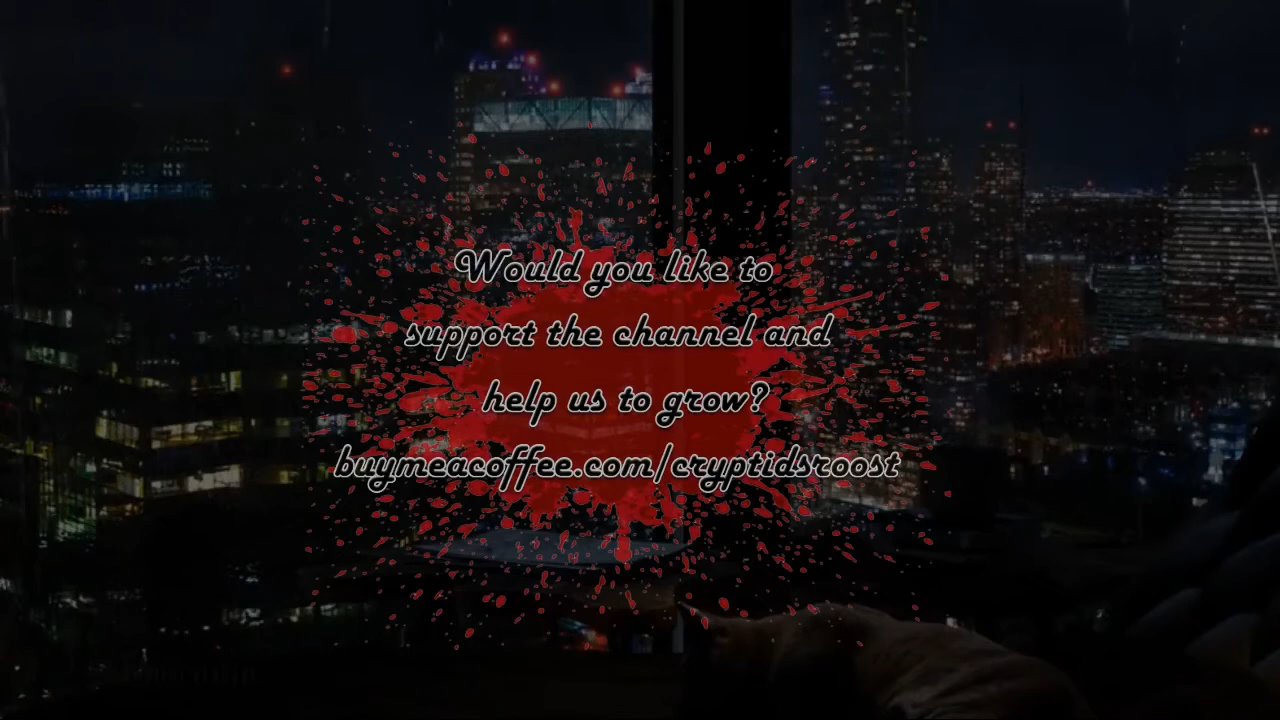 Would you like to
support the channel and
help us to grow?
buymeacoffee.com/cryptidsroost